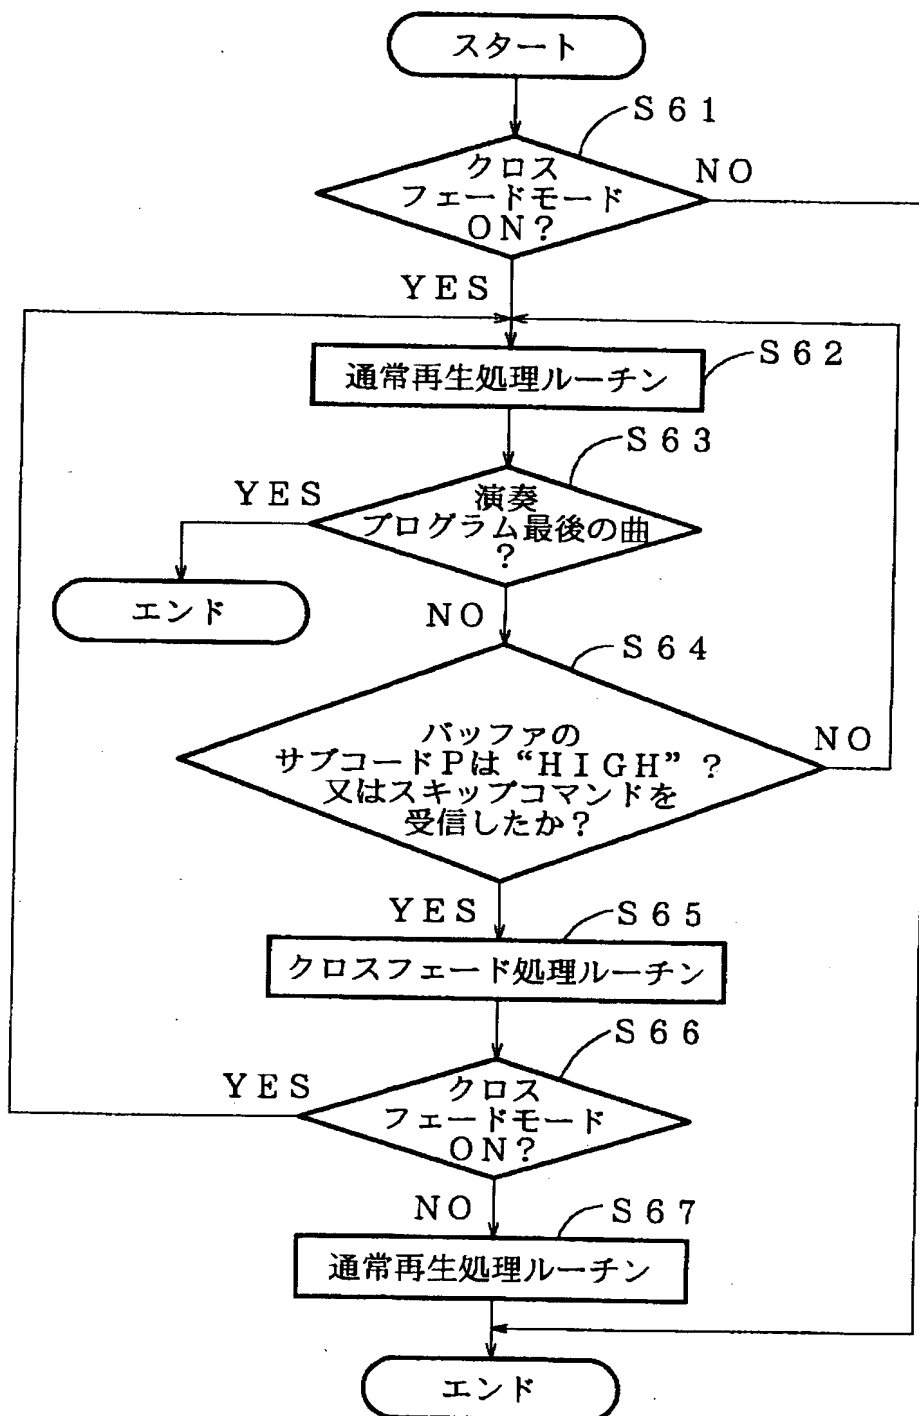 スタート
S61
クロス
フェードモード
ON?
NO
YES
S62
通常再生処理ルーチン
S63
YES
演奏
プログラム最後の曲
?
エンド
NO
S64
バッファの
サブコードPは“HIGH”?
又はスキップコマンドを
受信したか?
NO
YES
S65
クロスフェード処理ルーチン
S66
YES
クロス
フェードモード
ON?
NO
S67
通常再生処理ルーチン
エンド